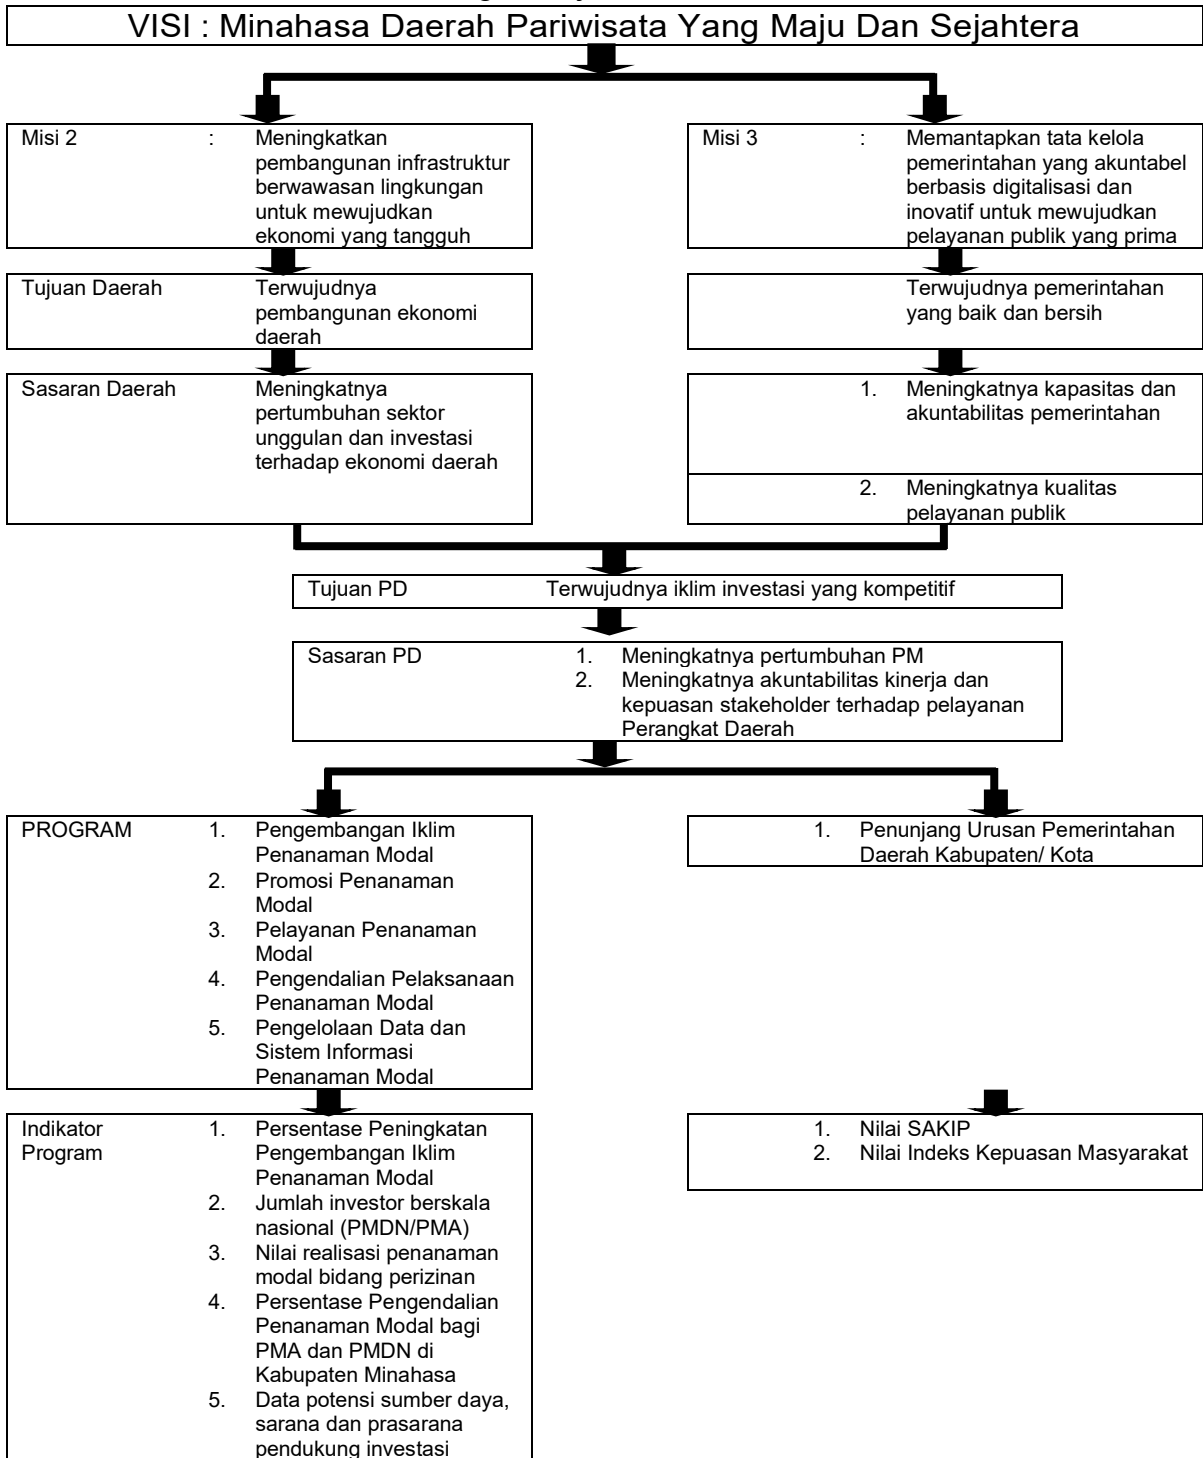 VISI : Minahasa Daerah Pariwisata Yang Maju Dan Sejahtera
Misi 2 : Meningkatkan
pembangunan infrastruktur
berwawasan lingkungan
untuk mewujudkan
ekonomi yang tangguh
Misi 3 : Memantapkan tata kelola
pemerintahan yang akuntabel
berbasis digitalisasi dan
inovatif untuk mewujudkan
pelayanan publik yang prima
Tujuan Daerah Terwujudnya
pembangunan ekonomi
daerah
Terwujudnya pemerintahan
yang baik dan bersih
Sasaran Daerah Meningkatnya
pertumbuhan sektor
unggulan dan investasi
terhadap ekonomi daerah
1. Meningkatnya kapasitas dan
akuntabilitas pemerintahan
2. Meningkatnya kualitas
pelayanan publik
Tujuan PD Terwujudnya iklim investasi yang kompetitif
Sasaran PD 1. Meningkatnya pertumbuhan PM
2. Meningkatnya akuntabilitas kinerja dan
kepuasan stakeholder terhadap pelayanan
Perangkat Daerah
PROGRAM 1. Pengembangan Iklim
Penanaman Modal
2. Promosi Penanaman
Modal
3. Pelayanan Penanaman
Modal
4. Pengendalian Pelaksanaan
Penanaman Modal
5. Pengelolaan Data dan
Sistem Informasi
Penanaman Modal
1. Penunjang Urusan Pemerintahan
Daerah Kabupaten/ Kota
Indikator 1. Persentase Peningkatan
Program Pengembangan Iklim
Penanaman Modal
2. Jumlah investor berskala
nasional (PMDN/PMA)
3. Nilai realisasi penanaman
modal bidang perizinan
4. Persentase Pengendalian
Penanaman Modal bagi
PMA dan PMDN di
Kabupaten Minahasa
5. Data potensi sumber daya,
sarana dan prasarana
pendukung investasi
1. Nilai SAKIP
2. Nilai Indeks Kepuasan Masyarakat